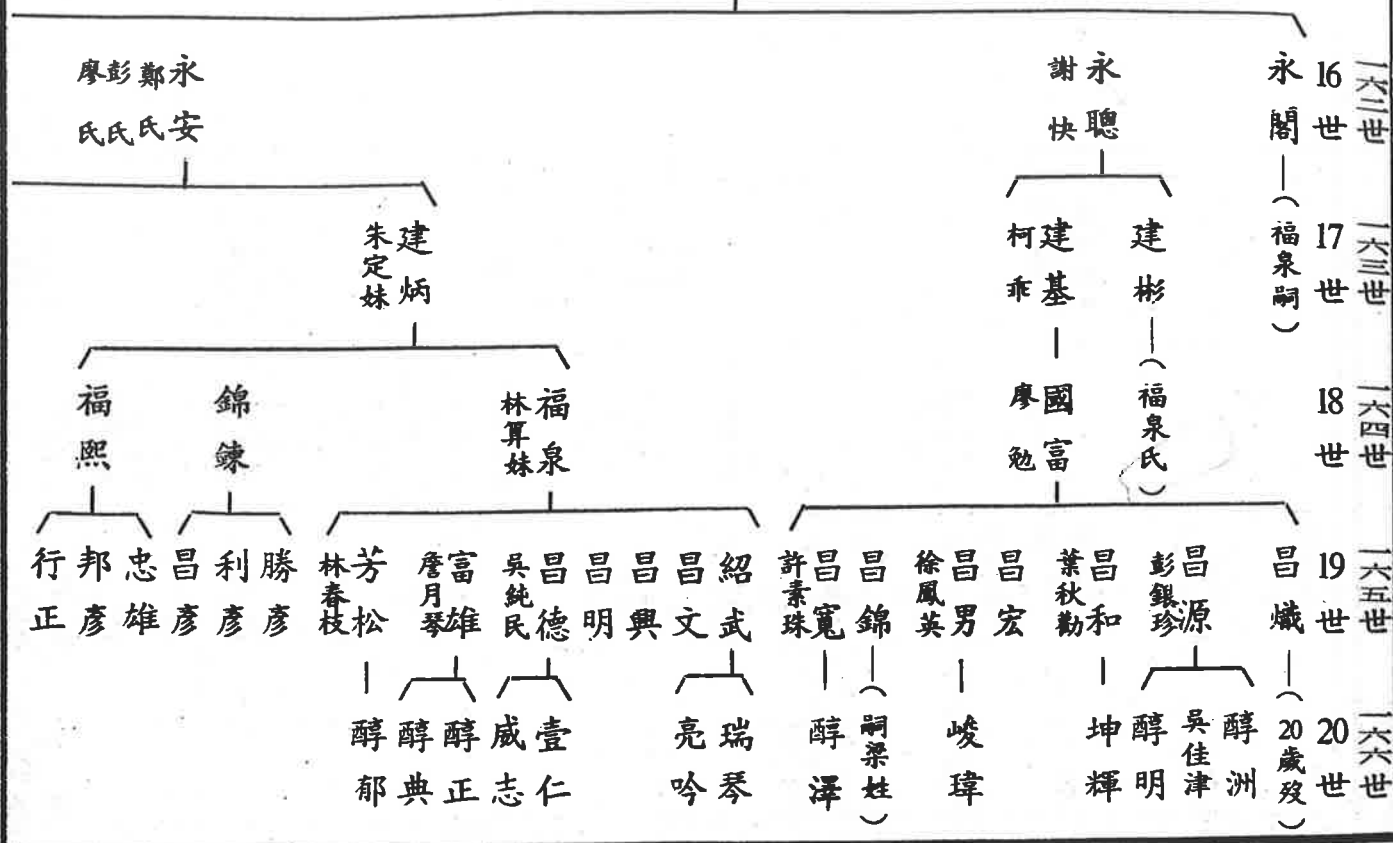 一六二世
16世
永閣
永聰
謝快
永安
鄭氏
彭氏
廖氏
一六三世
17世
（福泉嗣）
建彬
建基
柯乖
建炳
朱定妹
一六四世
18世
（福泉氏）
國富
廖勉
福泉
林算妹
錦鍊
福熙
一六五世
19世
昌熾
昌源
彭銀珍
昌和
葉秋勸
昌宏
昌男
徐鳳英
昌錦
昌寬
許素珠
紹武
昌文
昌興
昌明
昌德
吳純民
富雄
詹月琴
芳松
林春枝
勝彥
利彥
昌彥
忠雄
邦彥
行正
一六六世
20世
（20歲歿）
醇洲
吳佳津
醇明
坤輝
峻瑋
（嗣梁姓）
醇澤
瑞琴
亮吟
壹仁
威志
醇正
醇典
醇郁